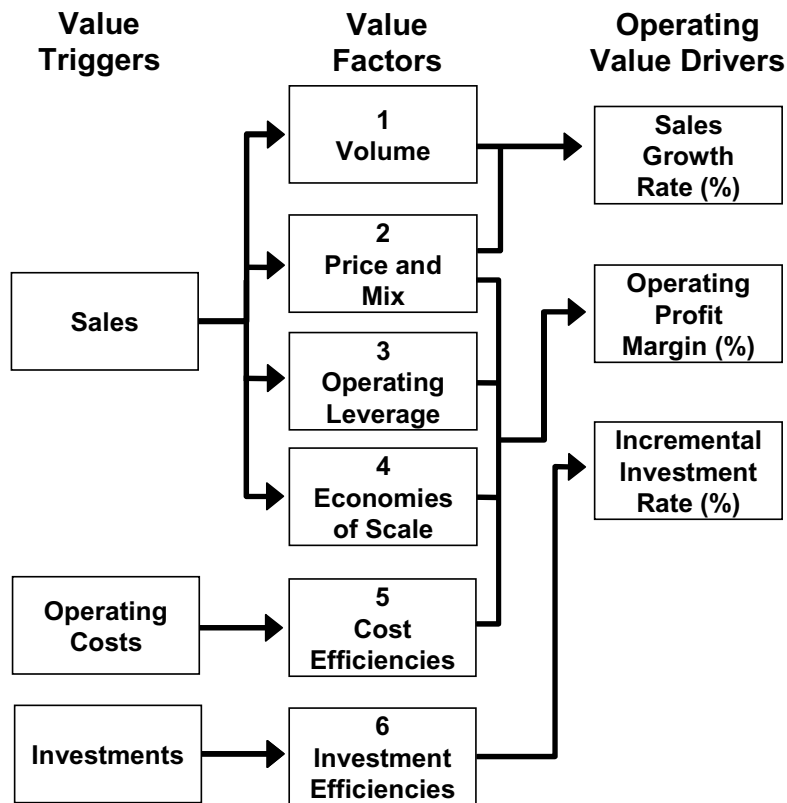 Value
Triggers
Value
Factors
Operating
Value Drivers
1
Volume
Sales
Growth
Rate (%)
2
Price and
Mix
Sales
Operating
Profit
Margin (%)
3
Operating
Leverage
4
Economies
of Scale
Incremental
Investment
Rate (%)
Operating
Costs
5
Cost
Efficiencies
Investments
6
Investment
Efficiencies